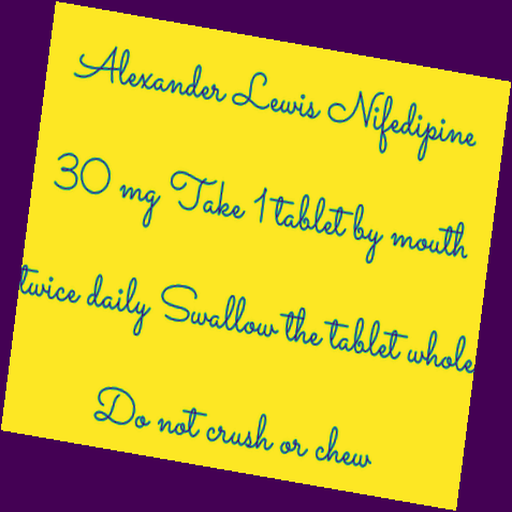 Alexander Lewis Nifedipine
30 mg Take 1 tablet by mouth
twice daily Swallow the tablet whole
Do not crush or chew